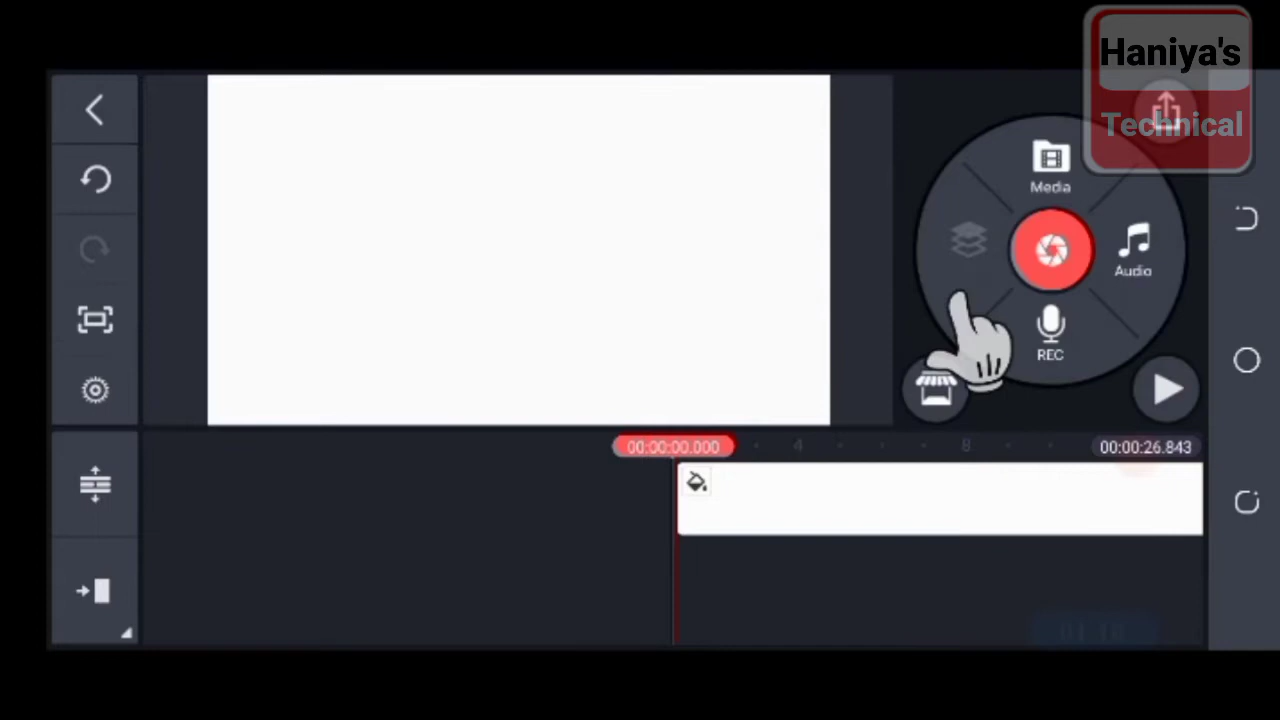 Haniya's
Technical
Media
Audio
REC
00:00:00.000
4
8
00:00:26.843